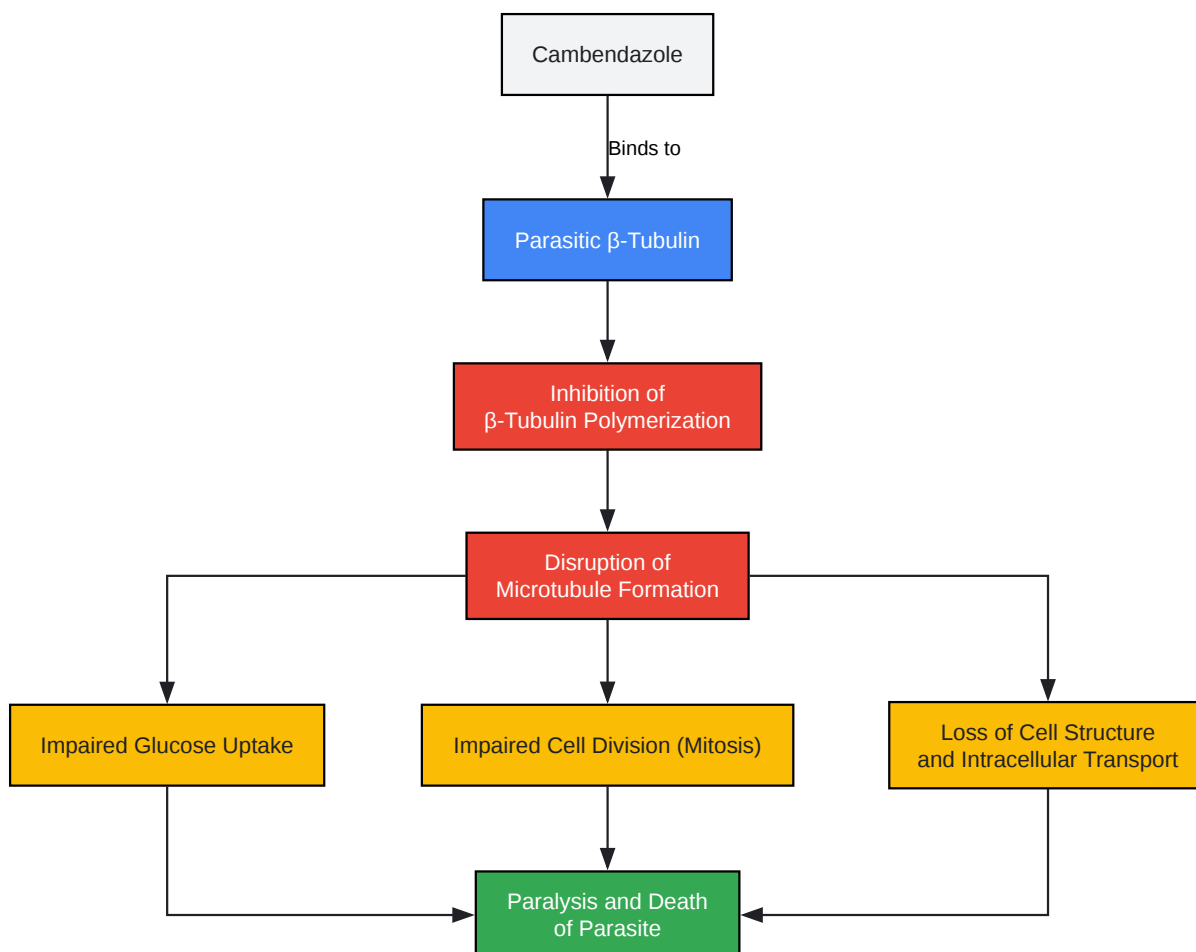 Cambendazole
Binds to
Parasitic β-Tubulin
Inhibition of
β-Tubulin Polymerization
Disruption of
Microtubule Formation
Impaired Glucose Uptake
Impaired Cell Division (Mitosis)
Loss of Cell Structure
and Intracellular Transport
Paralysis and Death
of Parasite